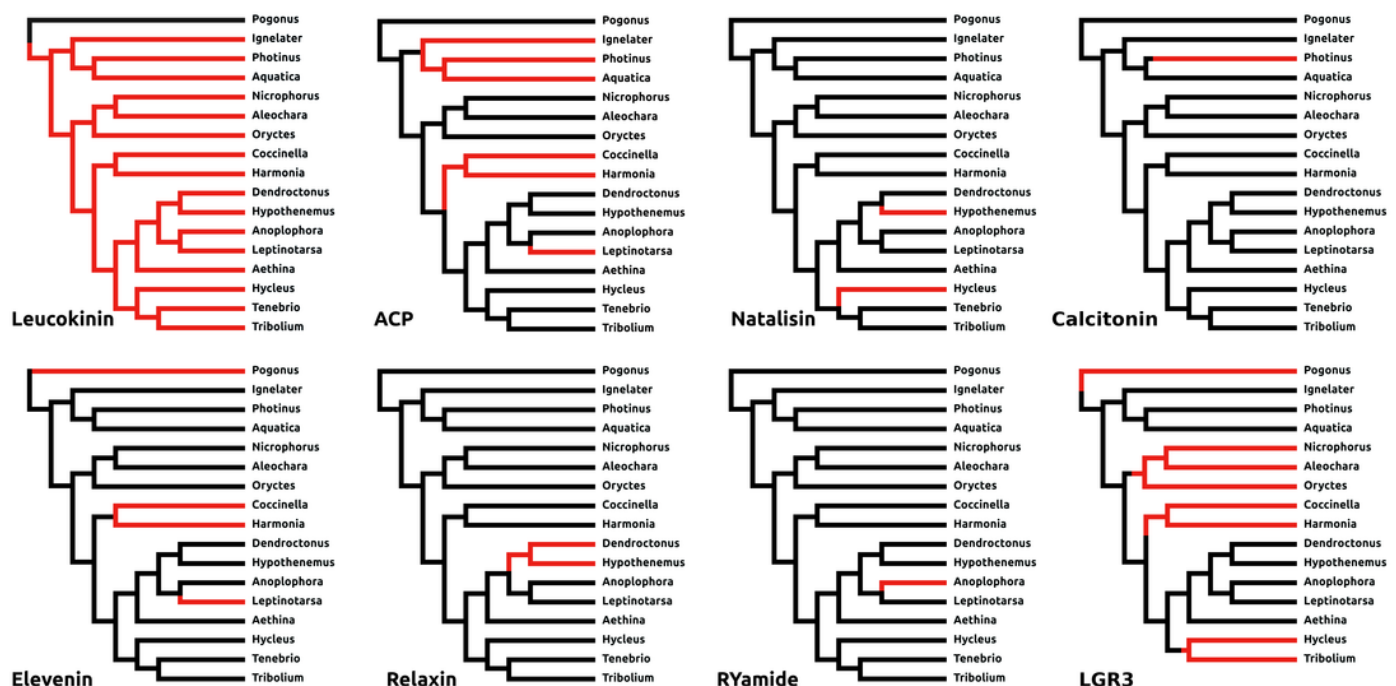 Pogonus
Ignelater
Photinus
Aquatica
Nicrophorus
Aleochara
Oryctes
Coccinella
Harmonia
Dendroctonus
Hypothenemus
Anoplophora
Leptinotarsa
Aethina
Hycleus
Tenebrio
Tribolium
Leucokinin
Pogonus
Ignelater
Photinus
Aquatica
Nicrophorus
Aleochara
Oryctes
Coccinella
Harmonia
Dendroctonus
Hypothenemus
Anoplophora
Leptinotarsa
Aethina
Hycleus
Tenebrio
Tribolium
ACP
Pogonus
Ignelater
Photinus
Aquatica
Nicrophorus
Aleochara
Oryctes
Coccinella
Harmonia
Dendroctonus
Hypothenemus
Anoplophora
Leptinotarsa
Aethina
Hycleus
Tenebrio
Tribolium
Natalisin
Pogonus
Ignelater
Photinus
Aquatica
Nicrophorus
Aleochara
Oryctes
Coccinella
Harmonia
Dendroctonus
Hypothenemus
Anoplophora
Leptinotarsa
Aethina
Hycleus
Tenebrio
Tribolium
Calcitonin
Pogonus
Ignelater
Photinus
Aquatica
Nicrophorus
Aleochara
Oryctes
Coccinella
Harmonia
Dendroctonus
Hypothenemus
Anoplophora
Leptinotarsa
Aethina
Hycleus
Tenebrio
Tribolium
Elevenin
Pogonus
Ignelater
Photinus
Aquatica
Nicrophorus
Aleochara
Oryctes
Coccinella
Harmonia
Dendroctonus
Hypothenemus
Anoplophora
Leptinotarsa
Aethina
Hycleus
Tenebrio
Tribolium
Relaxin
Pogonus
Ignelater
Photinus
Aquatica
Nicrophorus
Aleochara
Oryctes
Coccinella
Harmonia
Dendroctonus
Hypothenemus
Anoplophora
Leptinotarsa
Aethina
Hycleus
Tenebrio
Tribolium
RYamide
Pogonus
Ignelater
Photinus
Aquatica
Nicrophorus
Aleochara
Oryctes
Coccinella
Harmonia
Dendroctonus
Hypothenemus
Anoplophora
Leptinotarsa
Aethina
Hycleus
Tribolium
LGR3